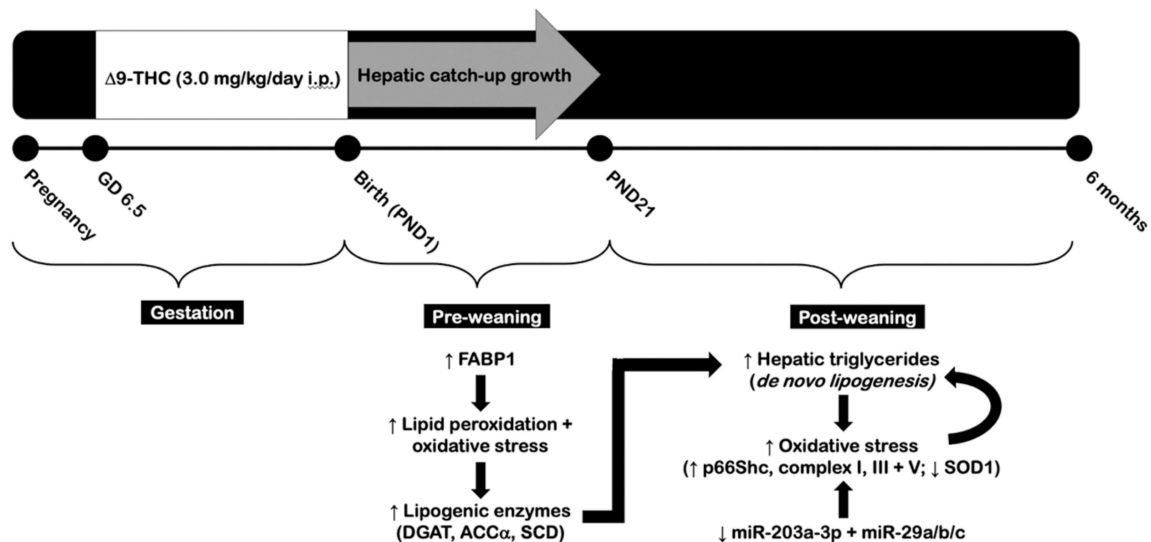 Δ9-THC (3.0 mg/kg/day i.p.)
Hepatic catch-up growth
Pregnancy
GD 6.5
Birth (PND1)
PND21
6 months
Gestation
Pre-weaning
↑ FABP1
↑ Lipid peroxidation +
oxidative stress
↑ Lipogenic enzymes
(DGAT, ACCα, SCD)
Post-weaning
↑ Hepatic triglycerides
(de novo lipogenesis)
↑ Oxidative stress
(↑ p66Shc, complex I, III + V; ↓ SOD1)
↓ miR-203a-3p + miR-29a/b/c